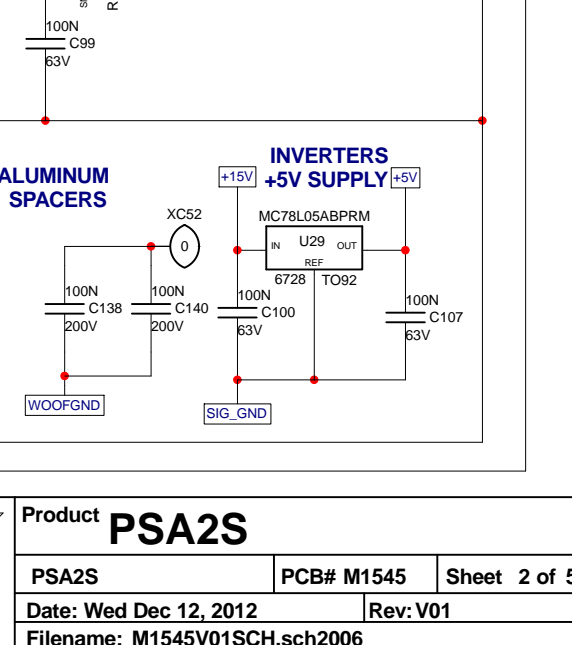 100N
C99
63V
INVERTERS
+5V SUPPLY
+15V
+5V
SPACERS
XC52
0
MC78L05ABPRM
IN
U29
OUT
REF
6728
TO92
100N
C138
200V
100N
C140
200V
100N
C100
63V
100N
C107
63V
WOOFGND
SIG_GND
Product PSA2S
PSA2S
PCB# M1545
Sheet 2 of
Date: Wed Dec 12, 2012
Rev: V01
Filename: M1545V01SCH.sch2006